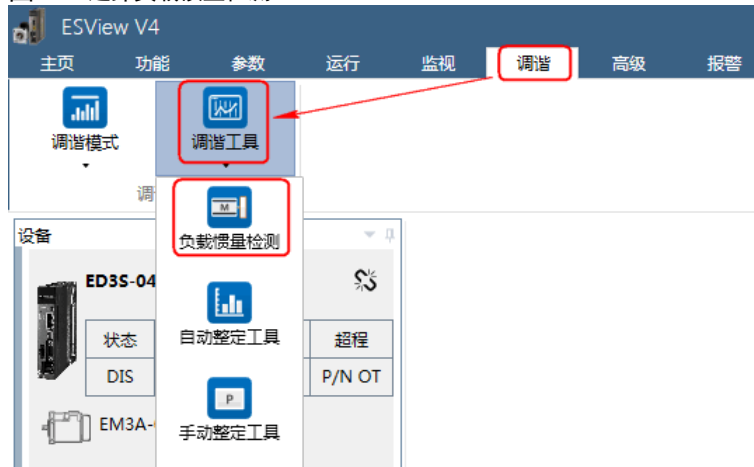 ESView V4
主页 功能 参数 运行 监视 调谐 高级 报警
调谐模式 调谐工具
调
负载惯量检测
设备
ED3S-04
自动整定工具
状态 超程
DIS P/N OT
P
EM3A-
手动整定工具